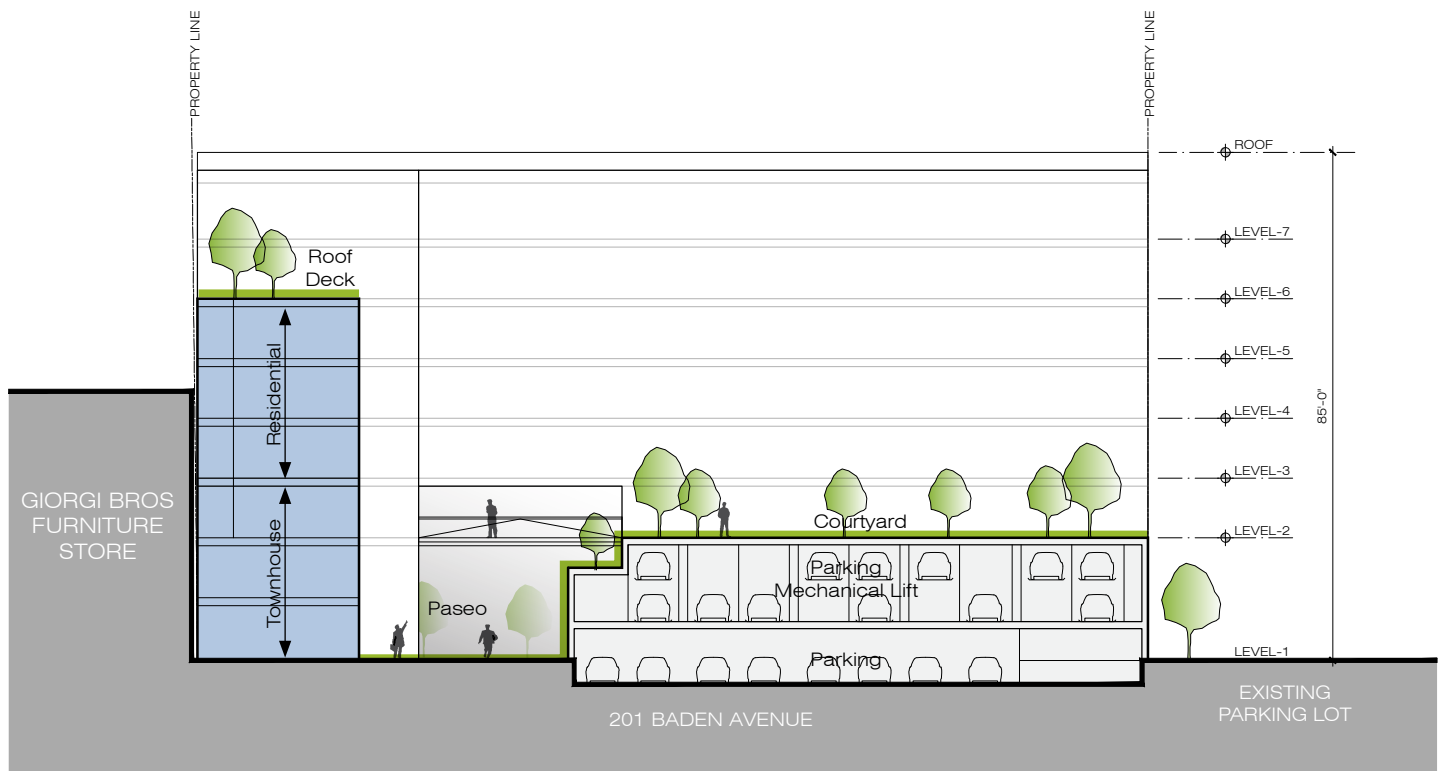 PROPERTY LINE
PROPERTY LINE
ROOF
LEVEL-7
LEVEL-6
LEVEL-5
LEVEL-4
LEVEL-3
LEVEL-2
LEVEL-1
85'-0"
Roof
Deck
Residential
Townhouse
GIORGI BROS
FURNITURE
STORE
Paseo
Courtyard
Parking
Mechanical Lift
Parking
201 BADEN AVENUE
EXISTING
PARKING LOT